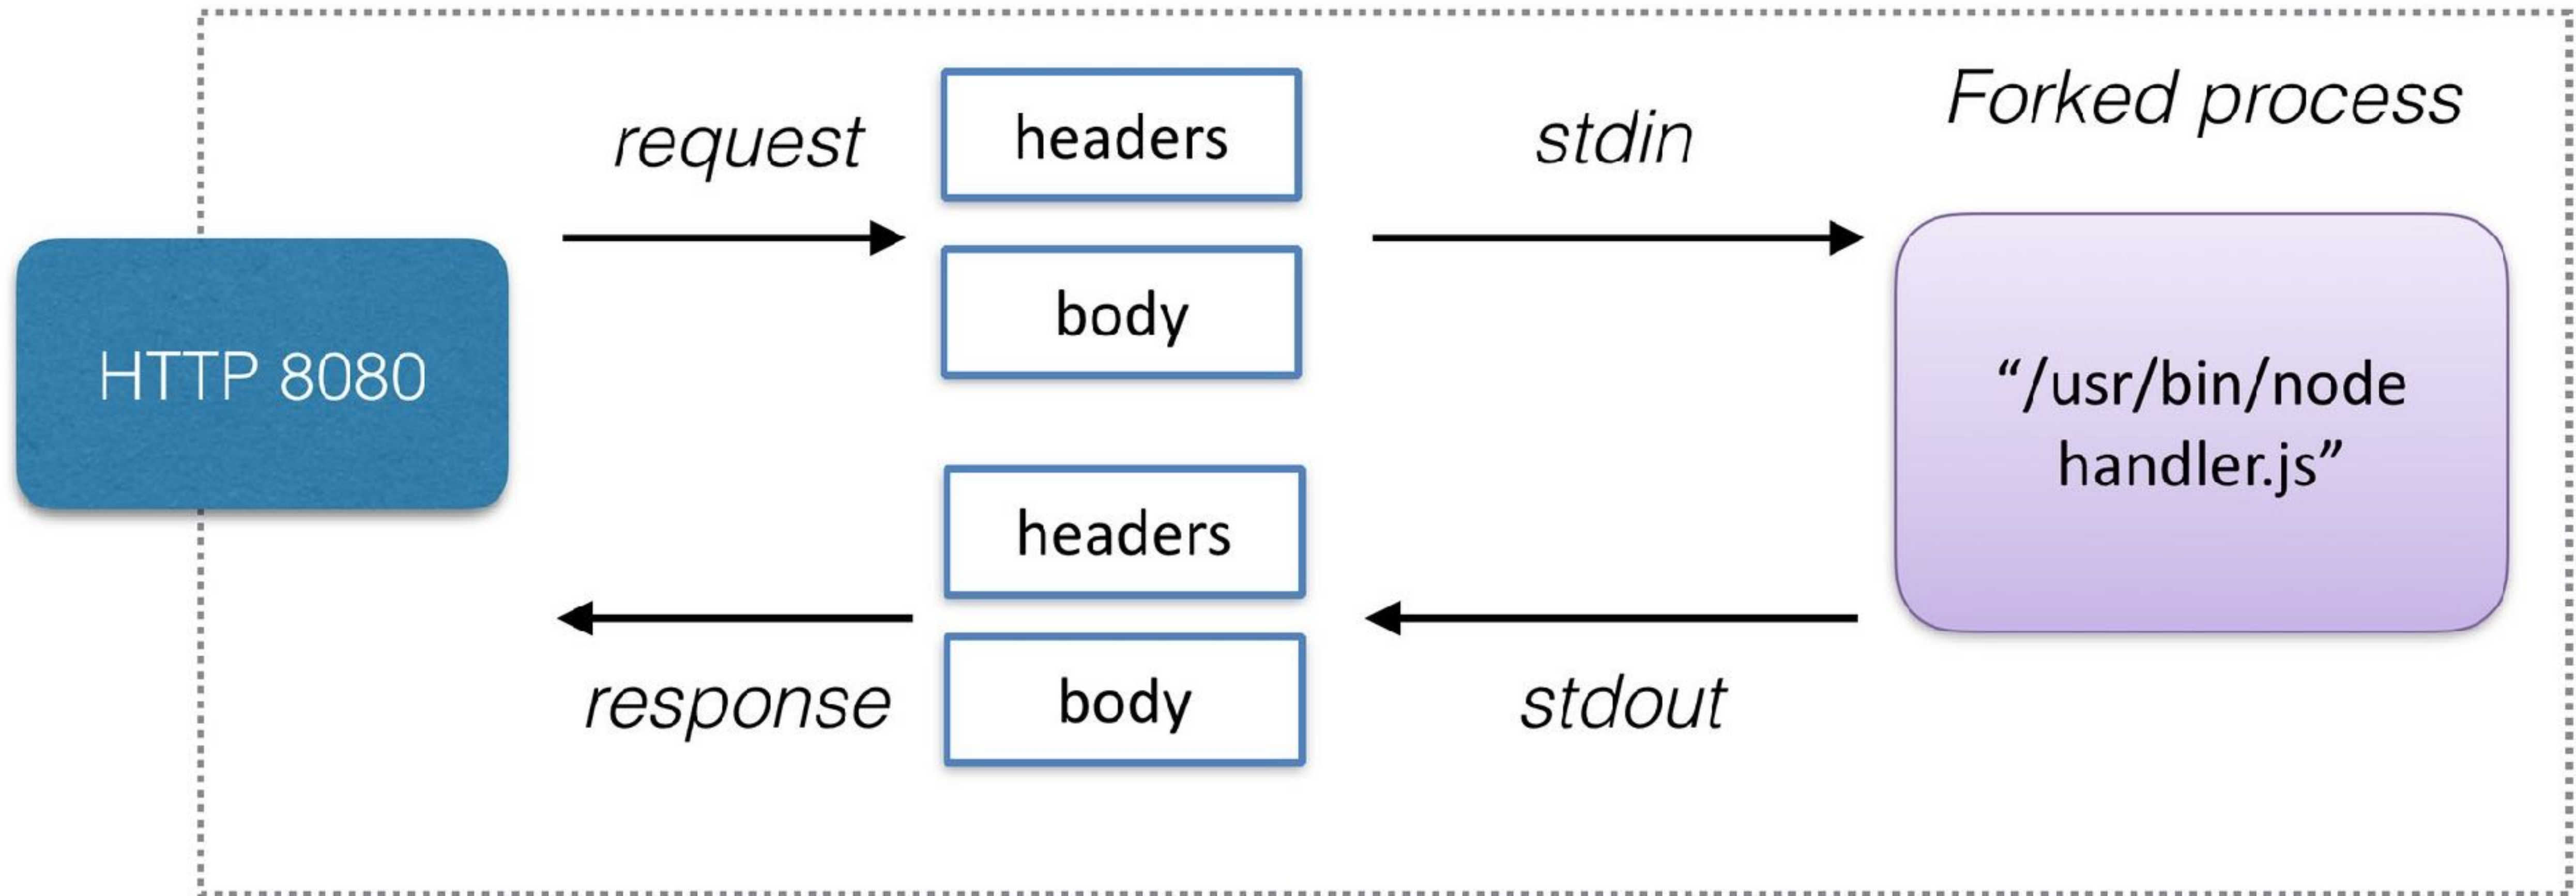 Forked process
request
headers
stdin
body
HTTP 8080
“/usr/bin/node
handler.js”
headers
response
body
stdout